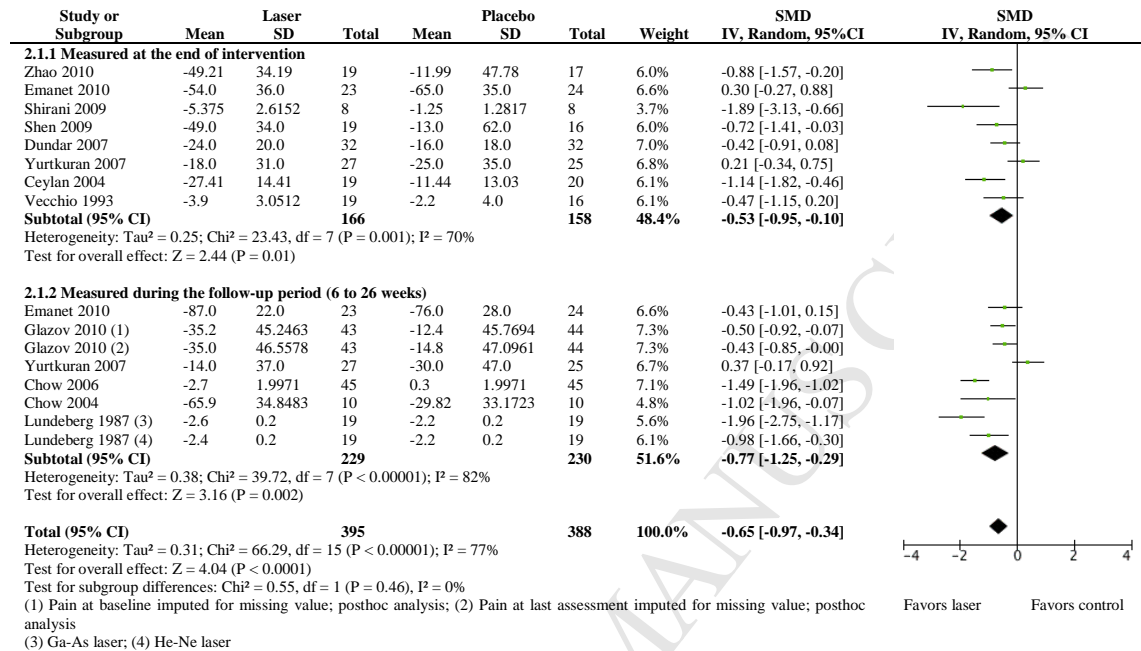 Study or Laser Placebo SMD SMD
Subgroup Mean SD Total Mean SD Total Weight IV, Random, 95%CI IV, Random, 95% CI
2.1.1 Measured at the end of intervention
Zhao 2010 -49.21 34.19 19 -11.99 47.78 17 6.0% -0.88 [-1.57, -0.20]
Emanet 2010 -54.0 36.0 23 -65.0 35.0 24 6.6% 0.30 [-0.27, 0.88]
Shirani 2009 -5.375 2.6152 8 -1.25 1.2817 8 3.7% -1.89 [-3.13, -0.66]
Shen 2009 -49.0 34.0 19 -13.0 62.0 16 6.0% -0.72 [-1.41, -0.03]
Dundar 2007 -24.0 20.0 32 -16.0 18.0 32 7.0% -0.42 [-0.91, 0.08]
Yurtkuran 2007 -18.0 31.0 27 -25.0 35.0 25 6.8% 0.21 [-0.34, 0.75]
Ceylan 2004 -27.41 14.41 19 -11.44 13.03 20 6.1% -1.14 [-1.82, -0.46]
Vecchio 1993 -3.9 3.0512 19 -2.2 4.0 16 6.1% -0.47 [-1.15, 0.20]
Subtotal (95% CI) 166 158 48.4% -0.53 [-0.95, -0.10]
Heterogeneity: Tau² = 0.25; Chi² = 23.43, df = 7 (P = 0.001); I² = 70%
Test for overall effect: Z = 2.44 (P = 0.01)
2.1.2 Measured during the follow-up period (6 to 26 weeks)
Emanet 2010 -87.0 22.0 23 -76.0 28.0 24 6.6% -0.43 [-1.01, 0.15]
Glazov 2010 (1) -35.2 45.2463 43 -12.4 45.7694 44 7.3% -0.50 [-0.92, -0.07]
Glazov 2010 (2) -35.0 46.5578 43 -14.8 47.0961 44 7.3% -0.43 [-0.85, -0.00]
Yurtkuran 2007 -14.0 37.0 27 -30.0 47.0 25 6.7% 0.37 [-0.17, 0.92]
Chow 2006 -2.7 1.9971 45 0.3 1.9971 45 7.1% -1.49 [-1.96, -1.02]
Chow 2004 -65.9 34.8483 10 -29.82 33.1723 10 4.8% -1.02 [-1.96, -0.07]
Lundeberg 1987 (3) -2.6 0.2 19 -2.2 0.2 19 5.6% -1.96 [-2.75, -1.17]
Lundeberg 1987 (4) -2.4 0.2 19 -2.2 0.2 19 6.1% -0.98 [-1.66, -0.30]
Subtotal (95% CI) 229 230 51.6% -0.77 [-1.25, -0.29]
Heterogeneity: Tau² = 0.38; Chi² = 39.72, df = 7 (P < 0.00001); I² = 82%
Test for overall effect: Z = 3.16 (P = 0.002)
Total (95% CI) 395 388 100.0% -0.65 [-0.97, -0.34]
Heterogeneity: Tau² = 0.31; Chi² = 66.29, df = 15 (P < 0.00001); I² = 77%
-4 -2 0 2 4
Test for overall effect: Z = 4.04 (P < 0.0001)
Test for subgroup differences: Chi² = 0.55, df = 1 (P = 0.46), I² = 0%
(1) Pain at baseline imputed for missing value; posthoc analysis; (2) Pain at last assessment imputed for missing value; posthoc Favors laser Favors control
analysis
(3) Ga-As laser; (4) He-Ne laser
MANUSC